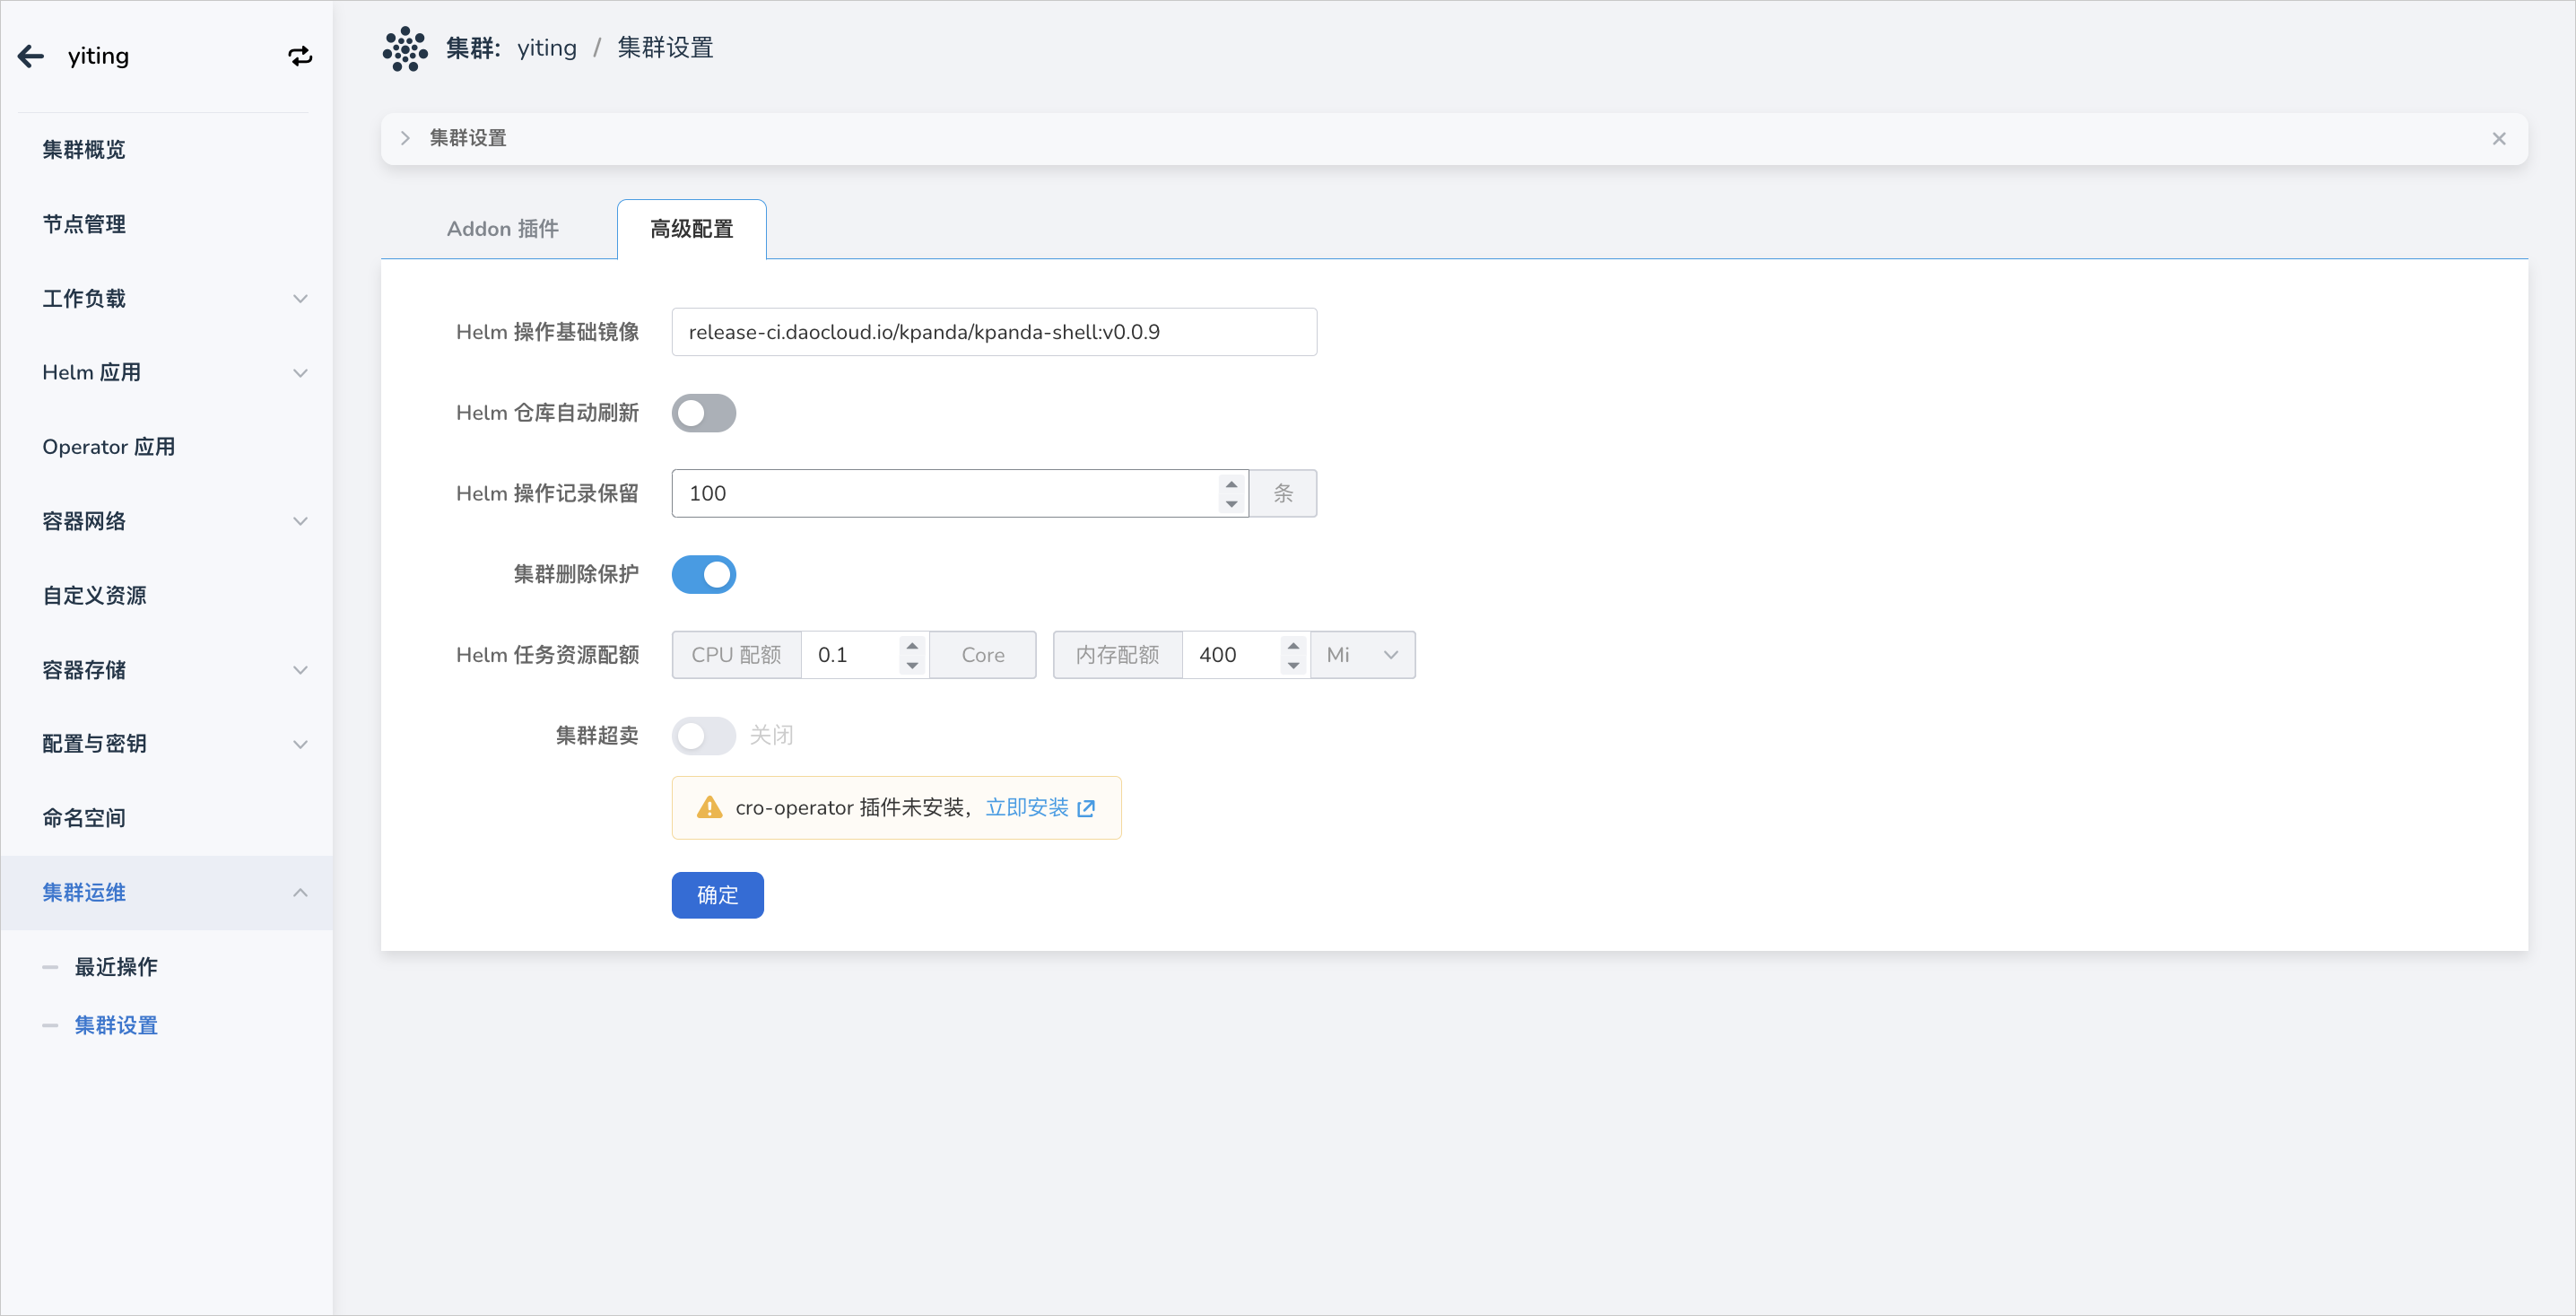 yiting
集群概览
节点管理
工作负载
Helm 应用
Operator 应用
容器网络
自定义资源
容器存储
配置与密钥
命名空间
集群运维
最近操作
集群设置
集群: yiting / 集群设置
集群设置
Addon 插件 高级配置
Helm 操作基础镜像 release-ci.daocloud.io/kpanda/kpanda-shell:v0.0.9
Helm 仓库自动刷新
Helm 操作记录保留 100 条
集群删除保护
Helm 任务资源配额 CPU 配额 0.1 Core 内存配额 400 Mi
集群超卖 关闭
cro-operator 插件未安装，立即安装
确定